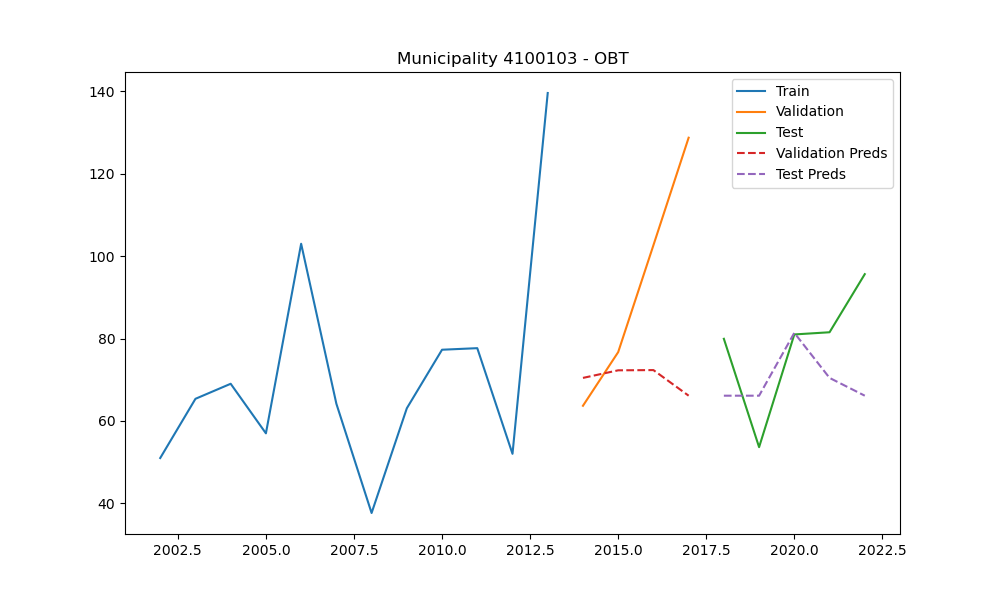 Municipality 4100103 - OBT
140
120
100
80
60
40
2002.5
2005.0
2007.5
2010.0
2012.5
2015.0
2017.5
2020.0
2022.5
Train
Validation
Test
Validation Preds
Test Preds